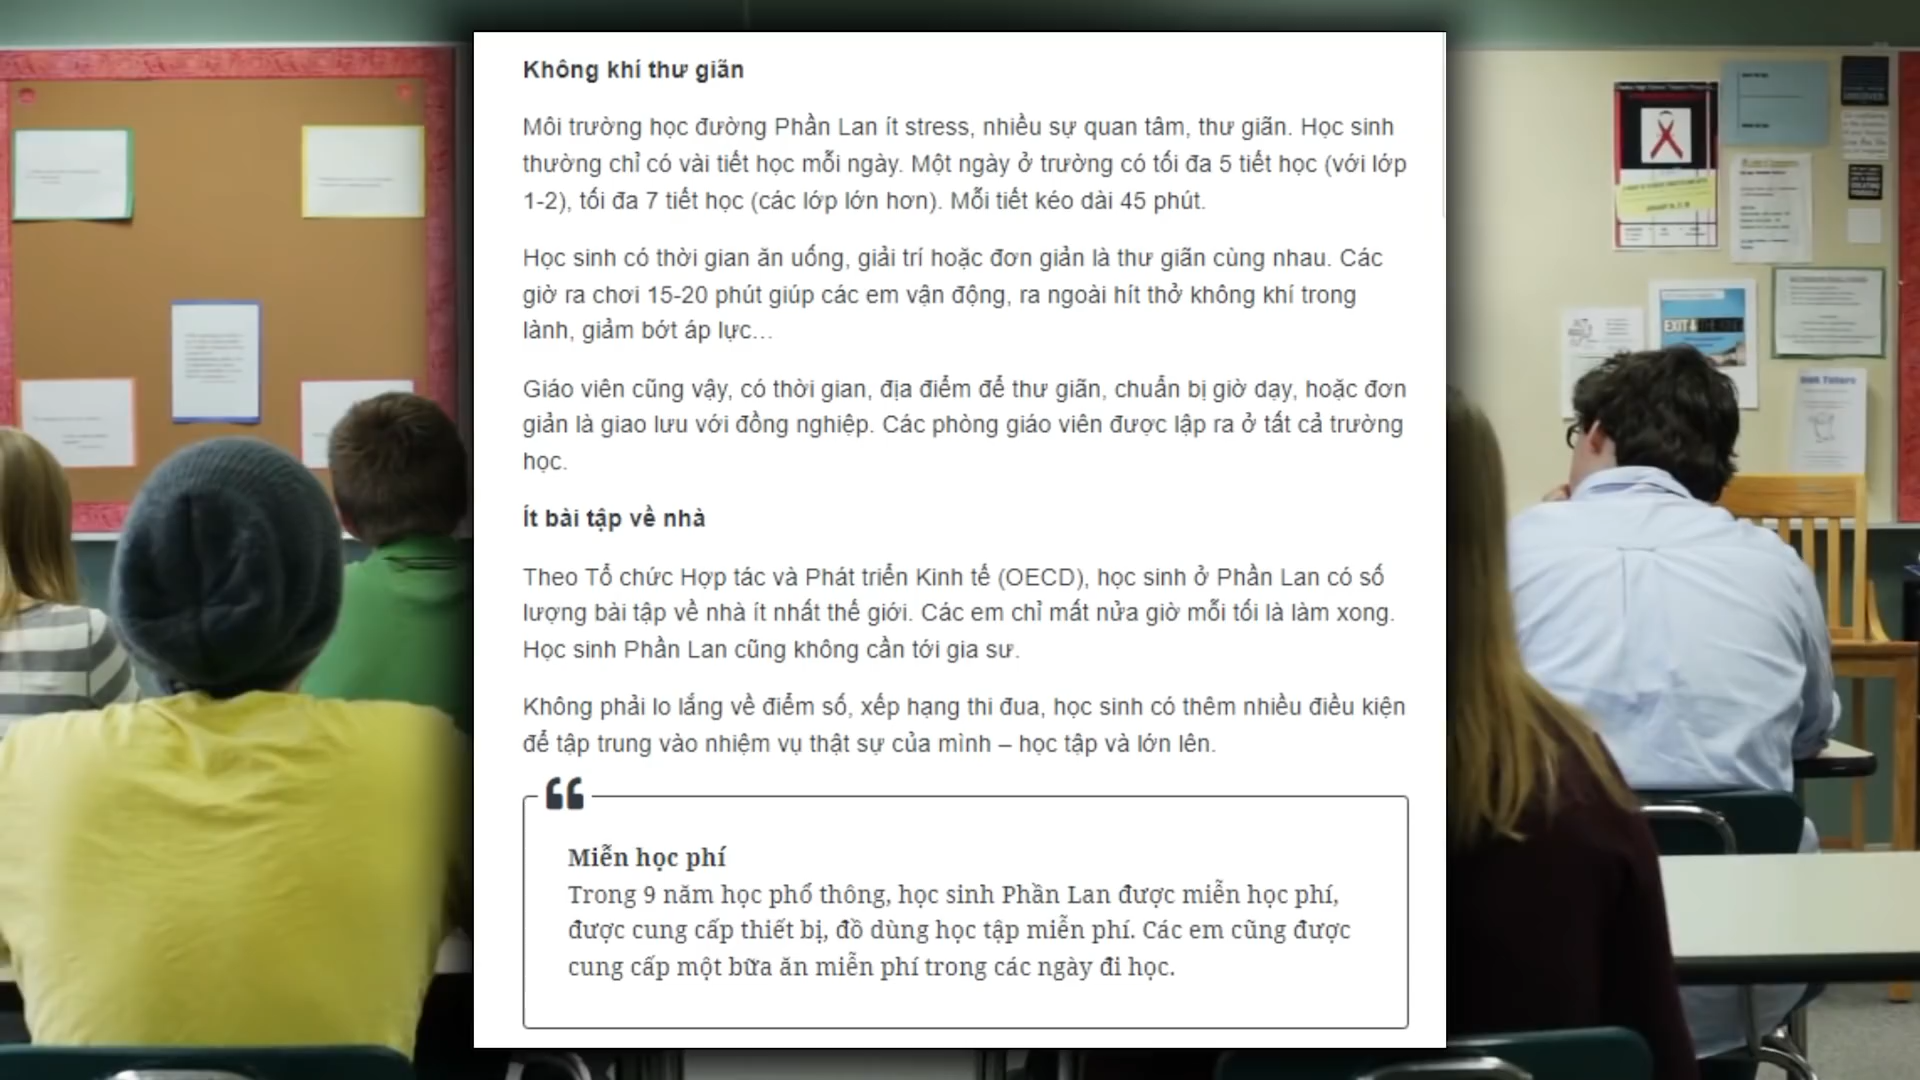 Không khí thư giãn
Môi trường học đường Phần Lan ít stress, nhiều sự quan tâm, thư giãn. Học sinh
thường chỉ có vài tiết học mỗi ngày. Một ngày ở trường có tối đa 5 tiết học (với lớp
1-2), tối đa 7 tiết học (các lớp lớn hơn). Mỗi tiết kéo dài 45 phút.
Học sinh có thời gian ăn uống, giải trí hoặc đơn giản là thư giãn cùng nhau. Các
giờ ra chơi 15-20 phút giúp các em vận động, ra ngoài hít thở không khí trong
lành, giảm bớt áp lực...
Giáo viên cũng vậy, có thời gian, địa điểm để thư giãn, chuẩn bị giờ dạy, hoặc đơn
giản là giao lưu với đồng nghiệp. Các phòng giáo viên được lập ra ở tất cả trường
học.
Ít bài tập về nhà
Theo Tổ chức Hợp tác và Phát triển Kinh tế (OECD), học sinh ở Phần Lan có số
lượng bài tập về nhà ít nhất thế giới. Các em chỉ mất nửa giờ mỗi tối là làm xong.
Học sinh Phần Lan cũng không cần tới gia sư.
Không phải lo lắng về điểm số, xếp hạng thi đua, học sinh có thêm nhiều điều kiện
để tập trung vào nhiệm vụ thật sự của mình – học tập và lớn lên.
Miễn học phí
Trong 9 năm học phổ thông, học sinh Phần Lan được miễn học phí,
được cung cấp thiết bị, đồ dùng học tập miễn phí. Các em cũng được
cung cấp một bữa ăn miễn phí trong các ngày đi học.
EXIT